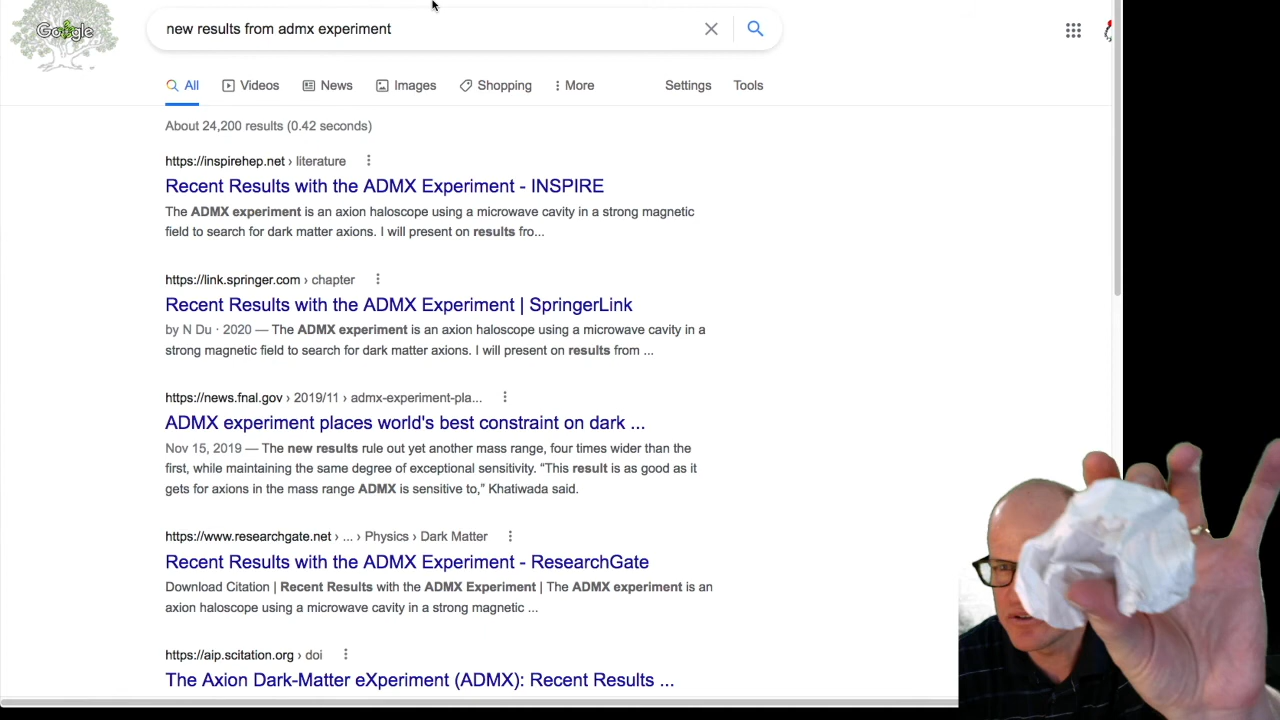 Google
new results from admx experiment
All
Videos
News
Images
Shopping
More
Settings
Tools
About 24,200 results (0.42 seconds)
https://inspirehep.net › literature
Recent Results with the ADMX Experiment - INSPIRE
The ADMX experiment is an axion haloscope using a microwave cavity in a strong magnetic
field to search for dark matter axions. I will present on results fro...
https://link.springer.com › chapter
Recent Results with the ADMX Experiment | SpringerLink
by N Du · 2020 — The ADMX experiment is an axion haloscope using a microwave cavity in a
strong magnetic field to search for dark matter axions. I will present on results from ...
https://news.fnal.gov › 2019/11 › admx-experiment-pla...
ADMX experiment places world's best constraint on dark ...
Nov 15, 2019 — The new results rule out yet another mass range, four times wider than the
first, while maintaining the same degree of exceptional sensitivity. “This result is as good as it
gets for axions in the mass range ADMX is sensitive to,” Khatiwada said.
https://www.researchgate.net › ... › Physics › Dark Matter
Recent Results with the ADMX Experiment - ResearchGate
Download Citation | Recent Results with the ADMX Experiment | The ADMX experiment is an
axion haloscope using a microwave cavity in a strong magnetic ...
https://aip.scitation.org › doi
The Axion Dark-Matter eXperiment (ADMX): Recent Results ...